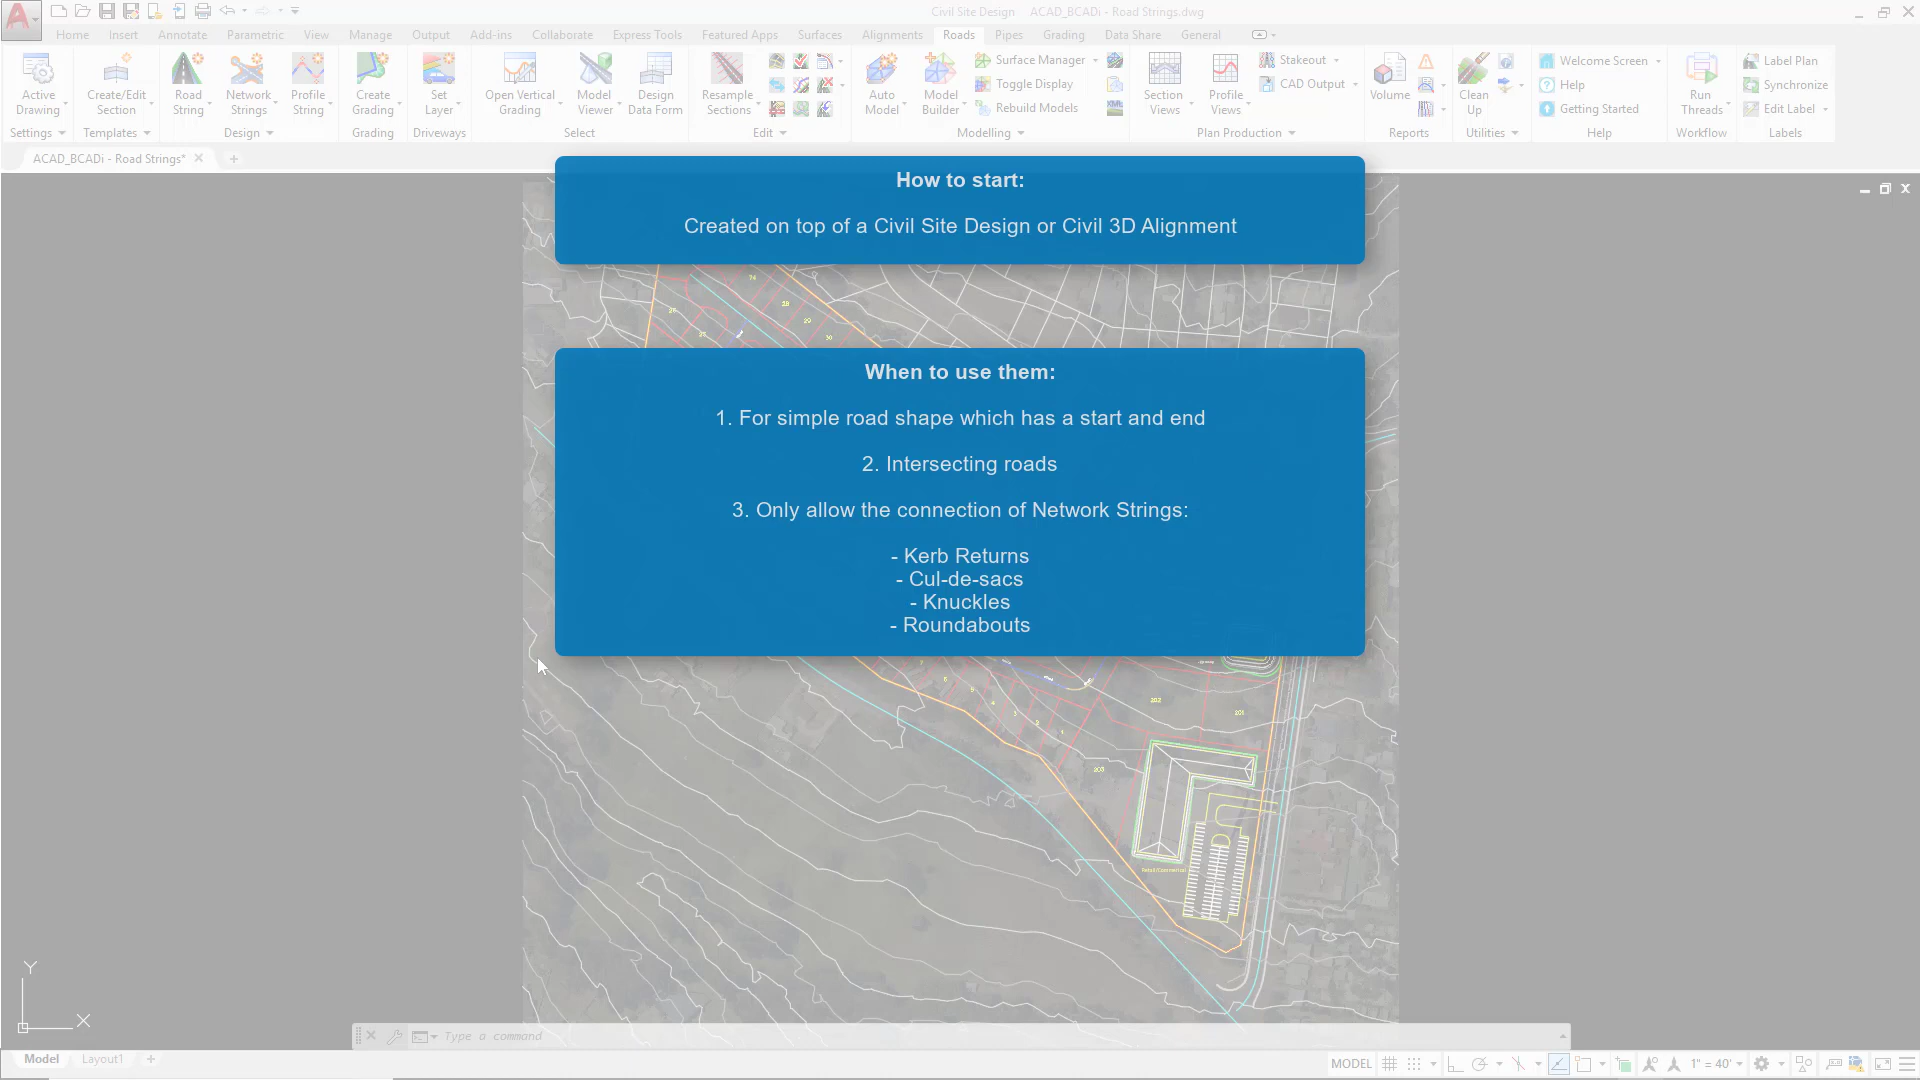 Civil Site Design ACAD_BCADi - Road Strings.dwg
Home Insert Annotate Parametric View Manage Output Add-ins Collaborate Express Tools Featured Apps Surfaces Alignments Roads Pipes Grading Data Share General
Active Drawing
Create/Edit Section
Road String
Network Strings
Profile String
Create Grading
Set Layer
Open Vertical Grading
Model Viewer
Design Data Form
Resample Sections
Auto Model
Model Builder
Surface Manager
Toggle Display
Rebuild Models
Section Views
Profile Views
Stakeout
CAD Output
Volume
Clean Up
Welcome Screen
Help
Getting Started
Run Threads
Label Plan
Synchronize
Edit Label
Settings Templates Design Grading Driveways Select Edit Modelling Plan Production Reports Utilities Help Workflow Labels
ACAD_BCADi - Road Strings*
How to start:
Created on top of a Civil Site Design or Civil 3D Alignment
When to use them:
1. For simple road shape which has a start and end
2. Intersecting roads
3. Only allow the connection of Network Strings:
- Kerb Returns
- Cul-de-sacs
- Knuckles
- Roundabouts
202
201
203
Retail/Commercial
Y
X
Type a command
Model Layout1
MODEL 1" = 40'